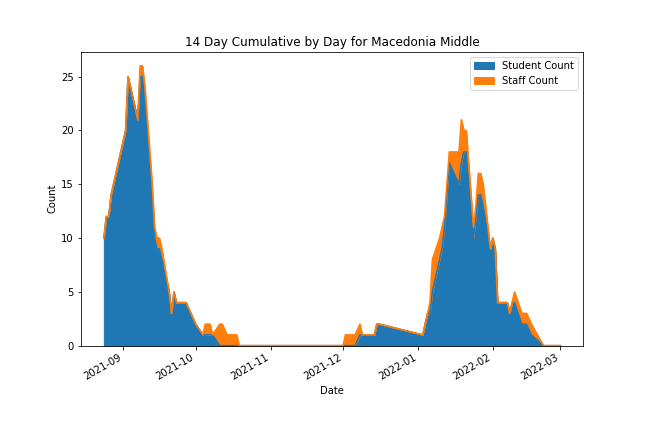 14 Day Cumulative by Day for Macedonia Middle
Student Count
Staff Count
Count
25
20
15
10
5
0
2021-09
2021-10
2021-11
2021-12
2022-01
2022-02
2022-03
Date